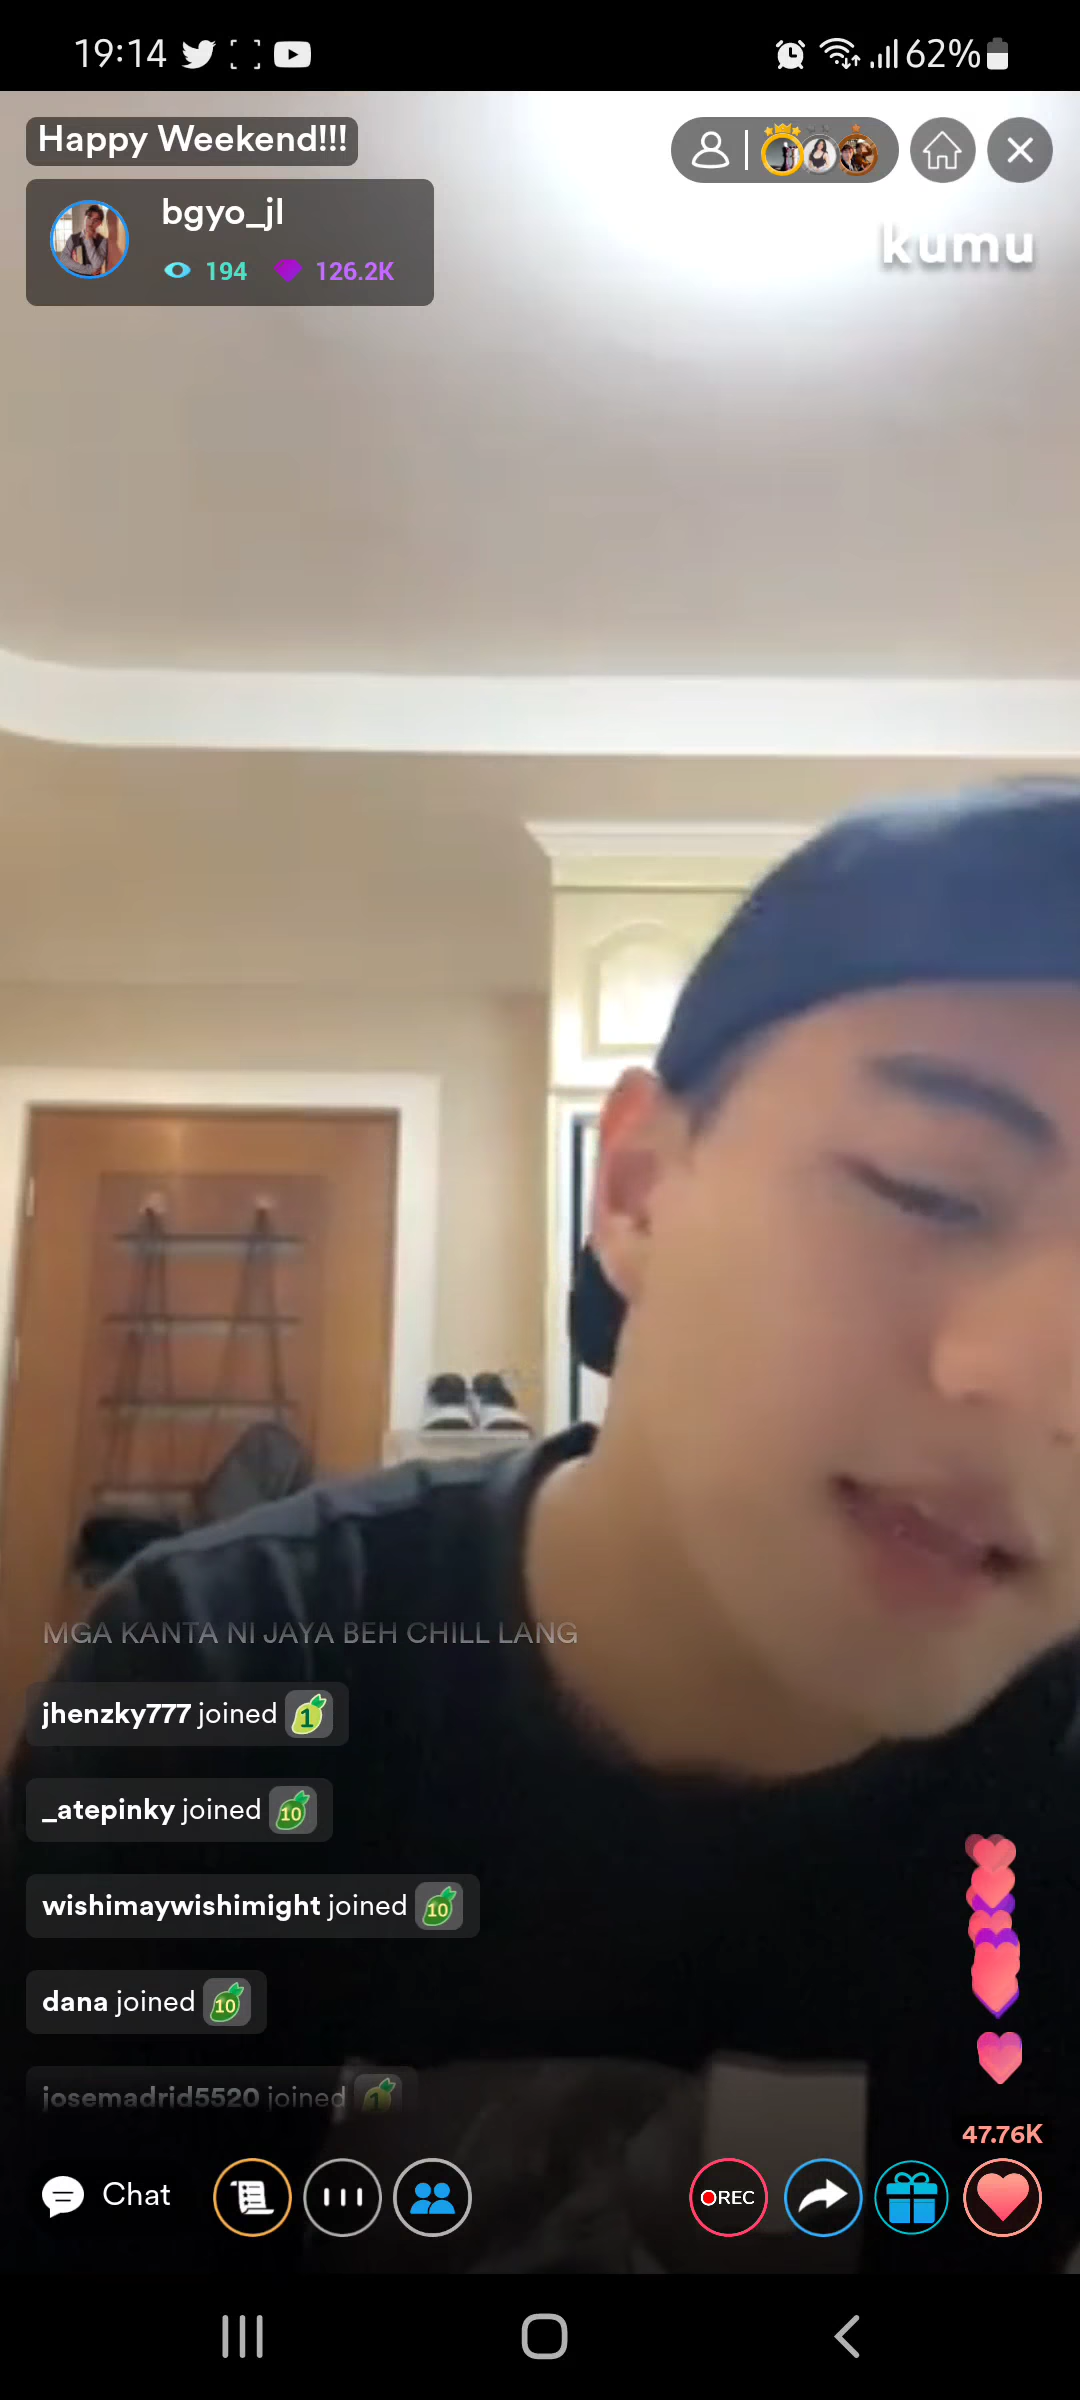 19:14
62%
Happy Weekend!!!
bgyo_jl
194 126.2K
kumu
MGA KANTA NI JAYA BEH CHILL LANG
jhenzky777 joined 1
_atepinky joined 10
wishimaywishimight joined 10
dana joined 10
josemadrid5520 joined 1
47.76K
Chat
REC